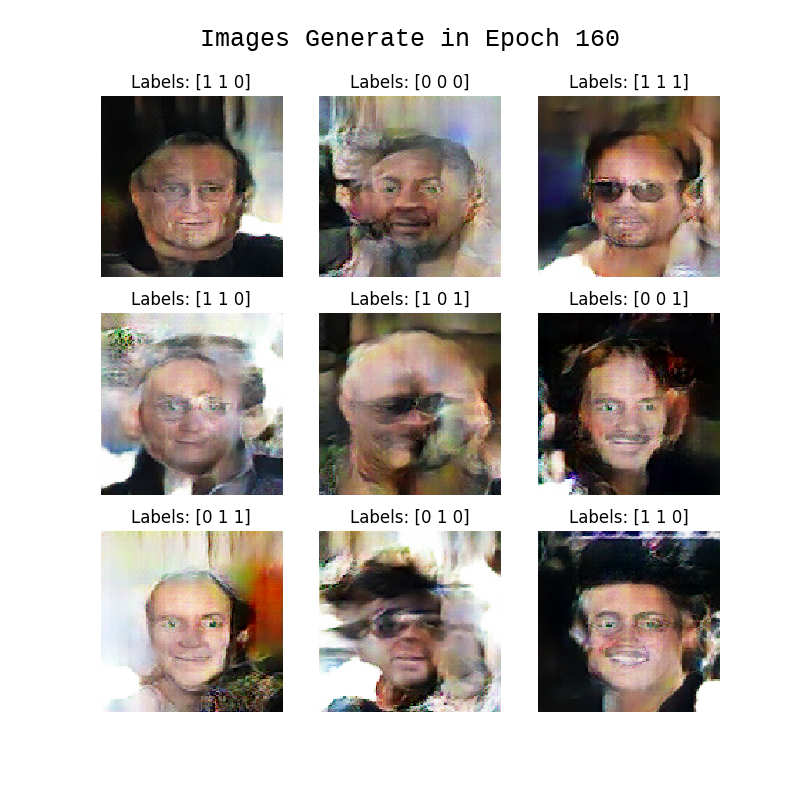 Images Generate in Epoch 160
Labels: [1 1 0] Labels: [0 0 0] Labels: [1 1 1]
Labels: [1 1 0] Labels: [1 0 1] Labels: [0 0 1]
Labels: [0 1 1] Labels: [0 1 0] Labels: [1 1 0]